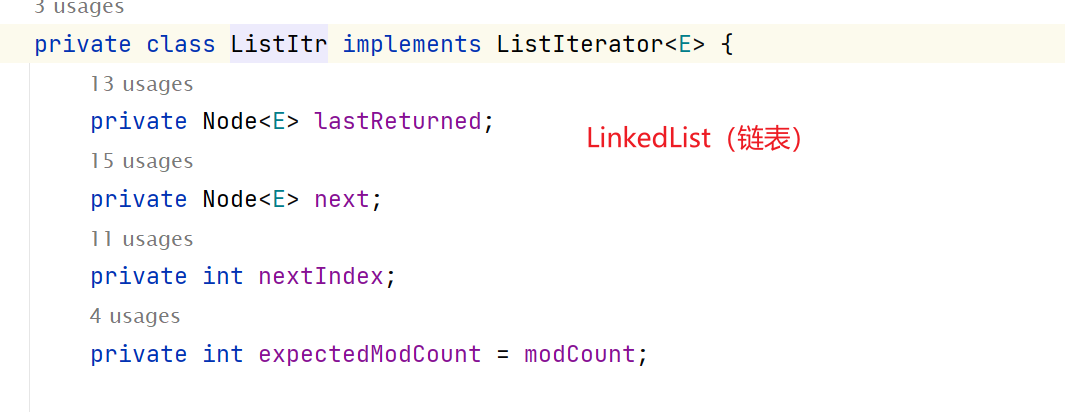 3 usages
private class ListItr implements ListIterator<E> {
13 usages
private Node<E> lastReturned;
LinkedList（链表）
15 usages
private Node<E> next;
11 usages
private int nextIndex;
4 usages
private int expectedModCount = modCount;